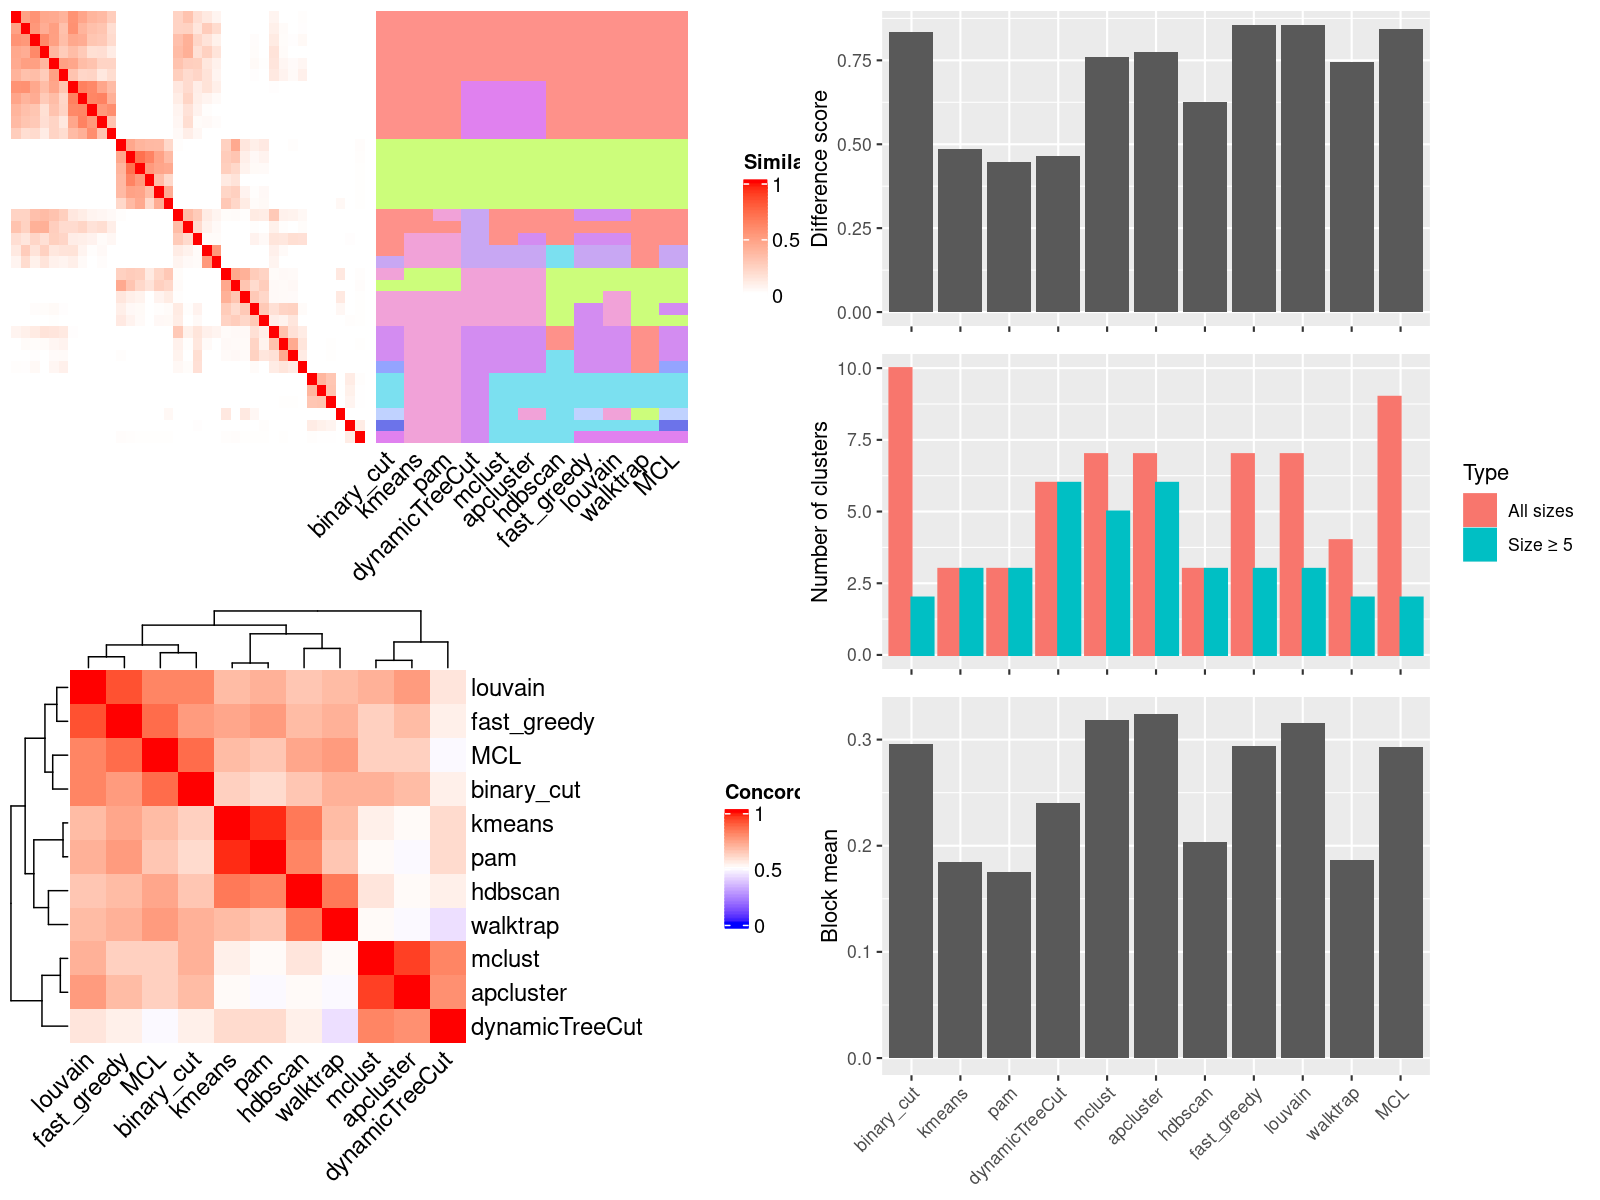 Simila
1
0.5
0
binary_cut
kmeans
pam
dynamicTreeCut
mclust
apcluster
hdbscan
fast_greedy
louvain
walktrap
MCL
louvain
fast_greedy
MCL
binary_cut
kmeans
pam
hdbscan
walktrap
mclust
apcluster
dynamicTreeCut
louvain
fast_greedy
MCL
binary_cut
kmeans
pam
hdbscan
walktrap
mclust
apcluster
dynamicTreeCut
Concord
1
0.5
0
Difference score
0.75
0.50
0.25
0.00
Number of clusters
10.0
7.5
5.0
2.5
0.0
Type
All sizes
Size ≥ 5
Block mean
0.3
0.2
0.1
0.0
binary_cut
kmeans
pam
dynamicTreeCut
mclust
apcluster
hdbscan
fast_greedy
louvain
walktrap
MCL